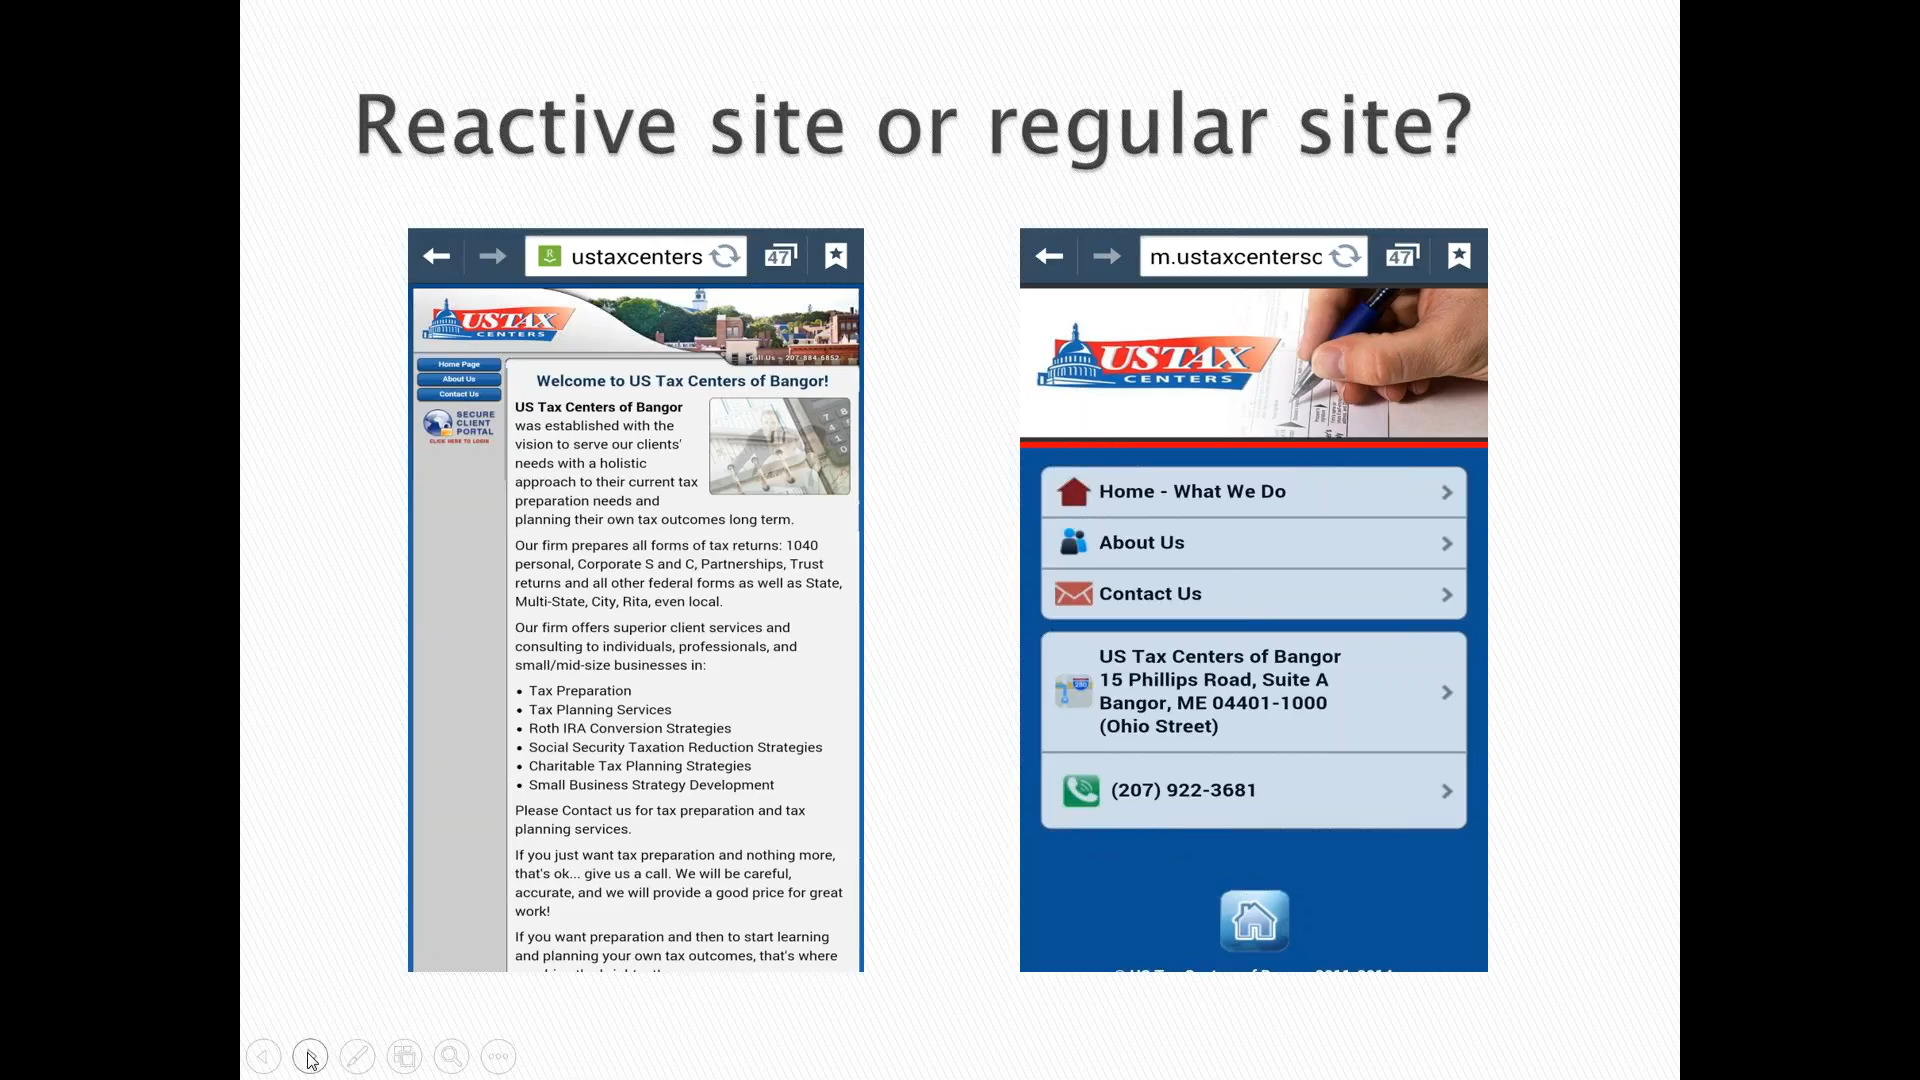 Reactive site or regular site?
ustaxcenters
47
USTAX
CENTERS
Call Us - 207-884-6852
Home Page
About Us
Contact Us
SECURE
CLIENT
PORTAL
CLICK HERE TO LOGIN
Welcome to US Tax Centers of Bangor!
US Tax Centers of Bangor
was established with the
vision to serve our clients'
needs with a holistic
approach to their current tax
preparation needs and
planning their own tax outcomes long term.
Our firm prepares all forms of tax returns: 1040
personal, Corporate S and C, Partnerships, Trust
returns and all other federal forms as well as State,
Multi-State, City, Rita, even local.
Our firm offers superior client services and
consulting to individuals, professionals, and
small/mid-size businesses in:
• Tax Preparation
• Tax Planning Services
• Roth IRA Conversion Strategies
• Social Security Taxation Reduction Strategies
• Charitable Tax Planning Strategies
• Small Business Strategy Development
Please Contact us for tax preparation and tax
planning services.
If you just want tax preparation and nothing more,
that's ok... give us a call. We will be careful,
accurate, and we will provide a good price for great
work!
If you want preparation and then to start learning
and planning your own tax outcomes, that's where
m.ustaxcentersc
47
USTAX
CENTERS
Home - What We Do
About Us
Contact Us
US Tax Centers of Bangor
15 Phillips Road, Suite A
Bangor, ME 04401-1000
(Ohio Street)
280
(207) 922-3681